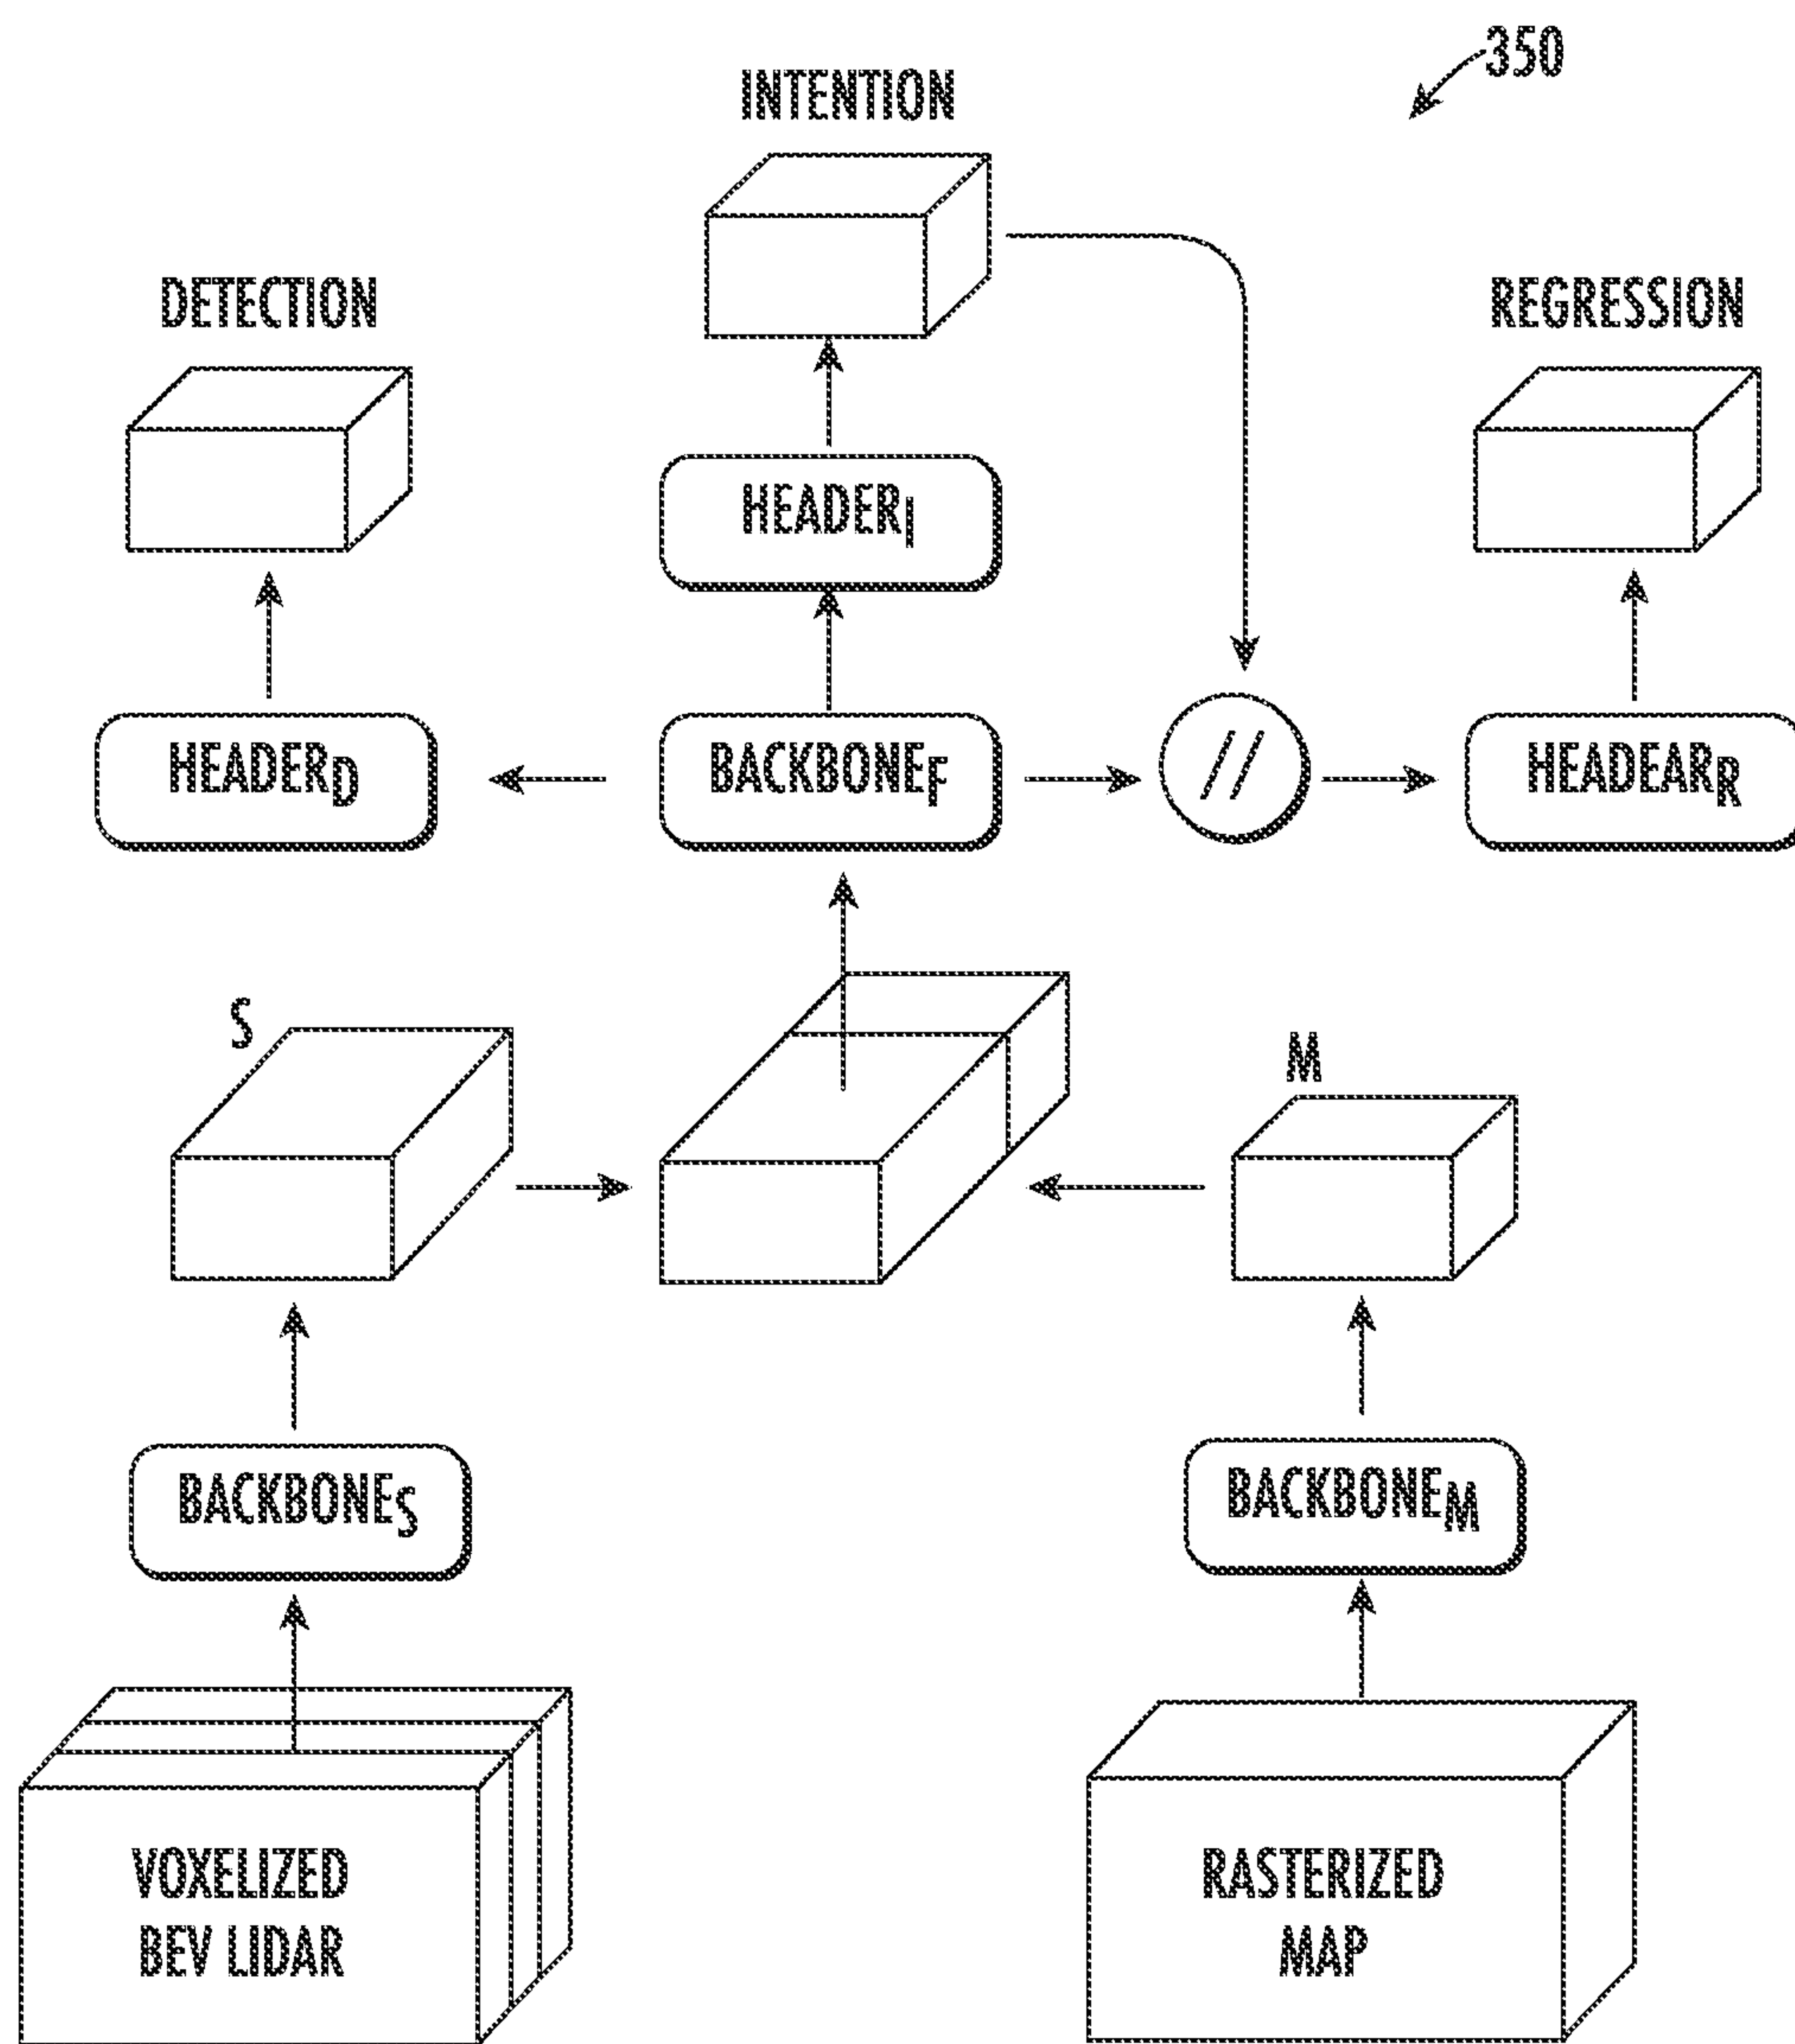 350
INTENTION
DETECTION
REGRESSION
HEADERI
HEADERD
BACKBONEF
//
HEADEARR
S
M
BACKBONES
BACKBONEM
VOXELIZED
BEV LIDAR
RASTERIZED
MAP